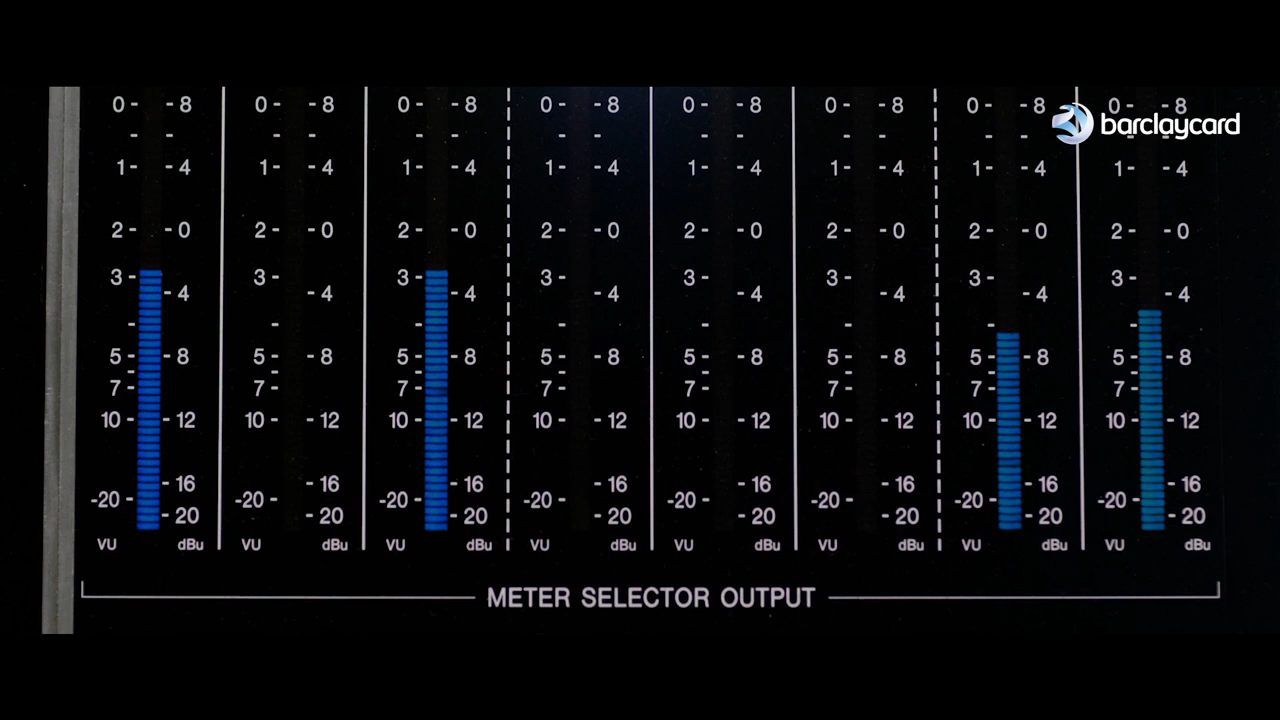 0- -8 0- -8 0- -8 0- -8 0- -8 0- -8 0- -8 0- -8
barclaycard
1- -4 1- -4 1- -4 1- -4 1- -4 1- -4 1- -4 1- -4
2- -0 2- -0 2- -0 2- -0 2- -0 2- -0 2- -0 2- -0
3- 3- 3- 3- 3- 3- 3- 3-
-4 -4 -4 -4 -4 -4 -4 -4
5- -8 5- -8 5- -8 5- -8 5- -8 5- -8 5- -8 5- -8
7- 7- 7- 7- 7- 7- 7- 7-
10- -12 10- -12 10- -12 10- -12 10- -12 10- -12 10- -12 10- -12
-16 -16 -16 -16 -16 -16 -16 -16
-20- -20- -20- -20- -20- -20- -20- -20-
-20 -20 -20 -20 -20 -20 -20 -20
VU dBu VU dBu VU dBu VU dBu VU dBu VU dBu VU dBu VU dBu
METER SELECTOR OUTPUT